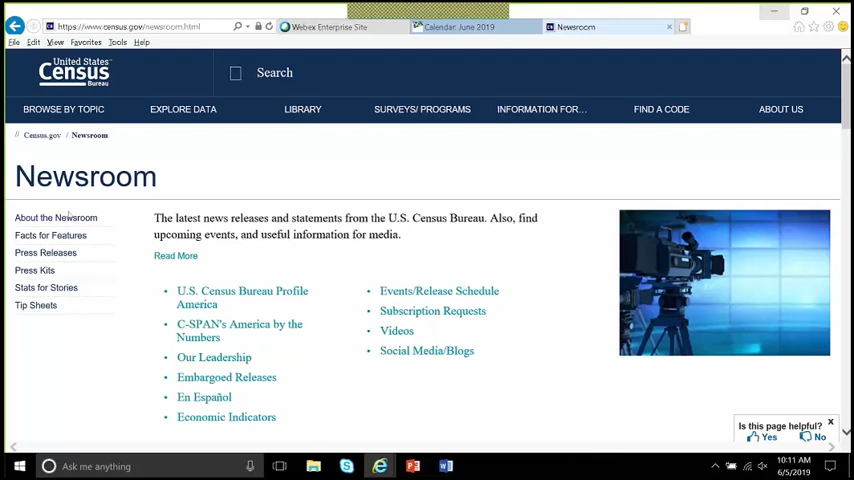 https://www.census.gov/newsroom.html
Webex Enterprise Site
Calendar: June 2019
Newsroom
File Edit View Favorites Tools Help
United States
Census
Bureau
Search
BROWSE BY TOPIC
EXPLORE DATA
LIBRARY
SURVEYS/ PROGRAMS
INFORMATION FOR...
FIND A CODE
ABOUT US
// Census.gov / Newsroom
Newsroom
About the Newsroom
Facts for Features
Press Releases
Press Kits
Stats for Stories
Tip Sheets
The latest news releases and statements from the U.S. Census Bureau. Also, find
upcoming events, and useful information for media.
Read More
U.S. Census Bureau Profile
America
C-SPAN's America by the
Numbers
Our Leadership
Embargoed Releases
En Español
Economic Indicators
Events/Release Schedule
Subscription Requests
Videos
Social Media/Blogs
Is this page helpful? X
Yes No
Ask me anything
10:11 AM
6/5/2019